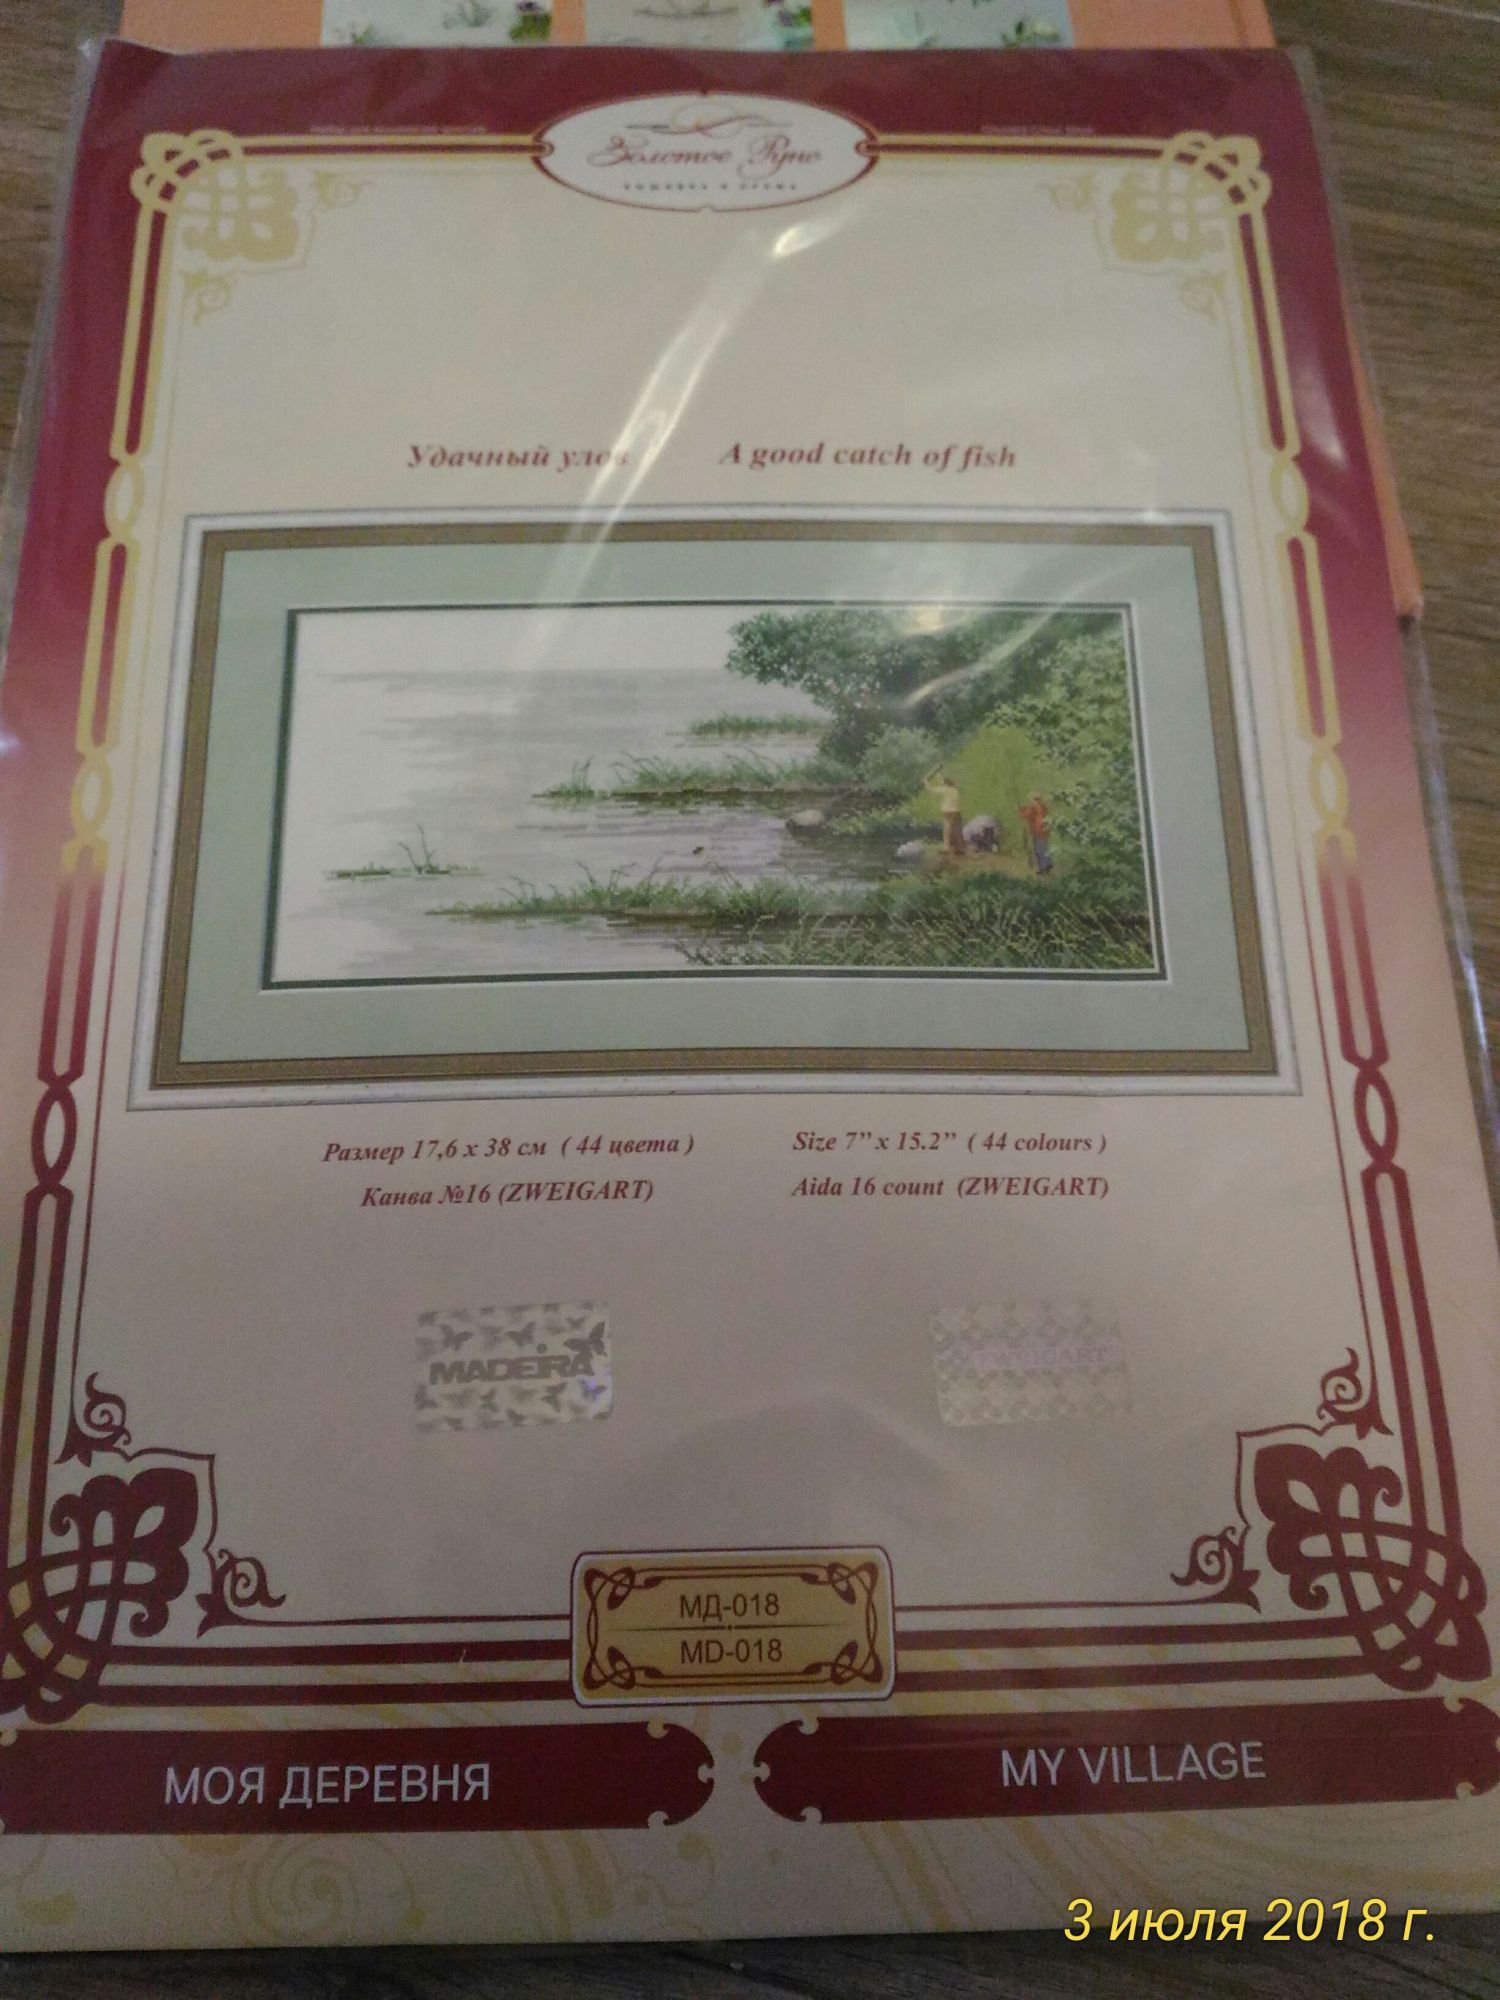 Золотое Руно
Удачный улов
A good catch of fish
Размер 17,6 х 38 см ( 44 цвета )
Канва №16 (ZWEIGART)
Size 7” x 15.2” ( 44 colours )
Aida 16 count (ZWEIGART)
MADEIRA
ZWEIGART
МД-018
MD-018
МОЯ ДЕРЕВНЯ
MY VILLAGE
3 июля 2018 г.